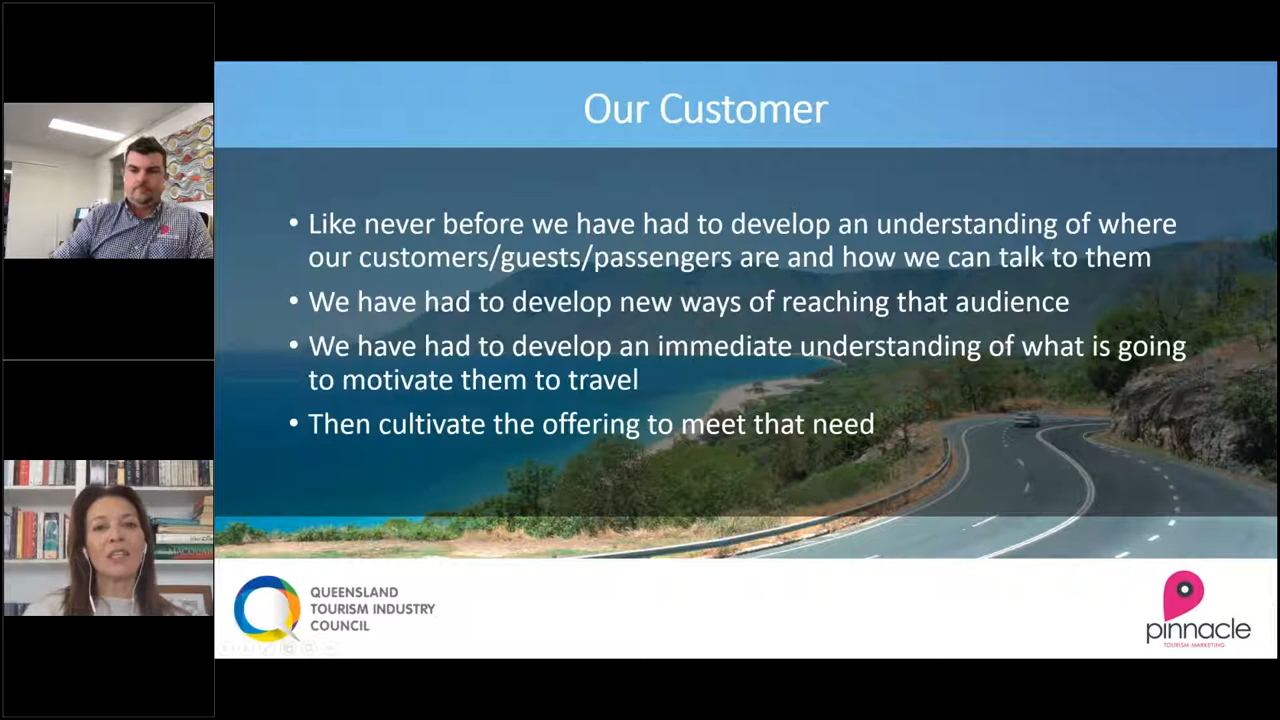 Our Customer
• Like never before we have had to develop an understanding of where
our customers/guests/passengers are and how we can talk to them
• We have had to develop new ways of reaching that audience
• We have had to develop an immediate understanding of what is going
to motivate them to travel
• Then cultivate the offering to meet that need
QUEENSLAND
TOURISM INDUSTRY
COUNCIL
pinnacle
TOURISM MARKETING